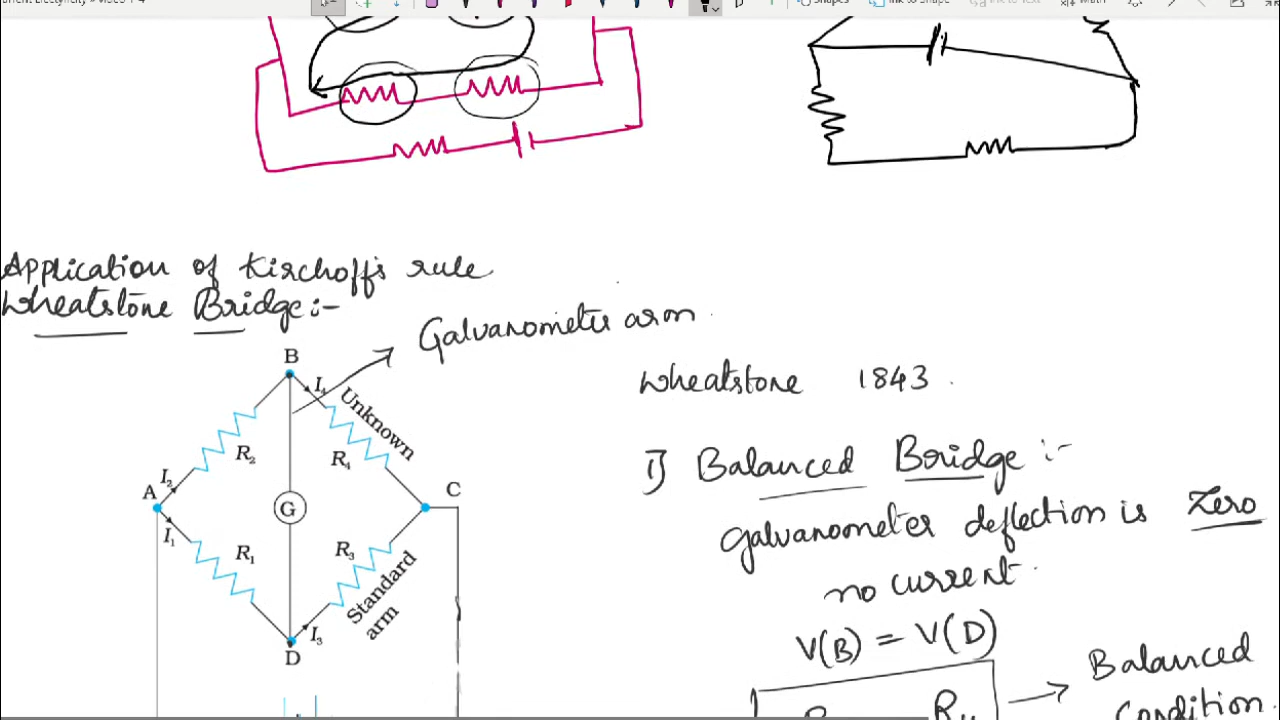 Application of Kirchoff's rule
Wheatstone Bridge:-
Galvanometer arm
Wheatstone 1843.
1) Balanced Bridge :-
galvanometer deflection is Zero
no current.
V(B) = V(D)
Balanced
Condition.
B
I₄
Unknown
R₂
R₄
I₂
A
G
C
I₁
R₁
R₃
Standard
arm
I₃
D